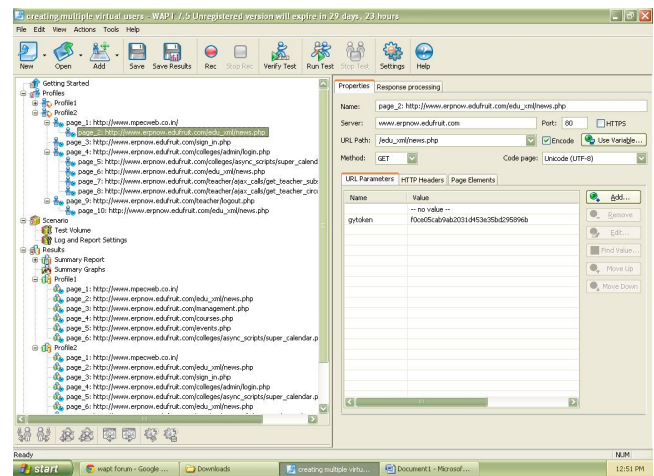 creating multiple virtual users - WAPT 7.5 Unregistered version will expire in 29 days, 23 hours
File Edit View Actions Tools Help
New Open Add Save Save Results Rec Stop Rec Verify Test Run Test Stop Test Settings Help
Getting Started
Profiles
Profile1
Profile2
page_1: http://www.mpecweb.co.in/
page_2: http://www.erpnow.edufruit.com/edu_xml/news.php
page_3: http://www.erpnow.edufruit.com/sign_in.php
page_4: http://www.erpnow.edufruit.com/colleges/admin/login.php
page_5: http://www.erpnow.edufruit.com/colleges/async_scripts/super_calend
page_6: http://www.erpnow.edufruit.com/edu_xml/news.php
page_7: http://www.erpnow.edufruit.com/teacher/ajax_calls/get_teacher_sub
page_8: http://www.erpnow.edufruit.com/teacher/ajax_calls/get_teacher_circ
page_9: http://www.erpnow.edufruit.com/teacher/logout.php
page_10: http://www.erpnow.edufruit.com/edu_xml/news.php
Scenario
Test Volume
Log and Report Settings
Results
Summary Report
Summary Graphs
Profile1
page_1: http://www.mpecweb.co.in/
page_2: http://www.erpnow.edufruit.com/edu_xml/news.php
page_3: http://www.erpnow.edufruit.com/management.php
page_4: http://www.erpnow.edufruit.com/courses.php
page_5: http://www.erpnow.edufruit.com/events.php
page_6: http://www.erpnow.edufruit.com/colleges/async_scripts/super_calendar.p
Profile2
page_1: http://www.mpecweb.co.in/
page_2: http://www.erpnow.edufruit.com/edu_xml/news.php
page_3: http://www.erpnow.edufruit.com/sign_in.php
page_4: http://www.erpnow.edufruit.com/colleges/admin/login.php
page_5: http://www.erpnow.edufruit.com/colleges/async_scripts/super_calendar.p
page_6: http://www.erpnow.edufruit.com/edu_xml/news.php
Properties Response processing
Name: page_2: http://www.erpnow.edufruit.com/edu_xml/news.php
Server: www.erpnow.edufruit.com Port: 80 HTTPS
URL Path: /edu_xml/news.php Encode Use Variable...
Method: GET Code page: Unicode (UTF-8)
URL Parameters HTTP Headers Page Elements
Name Value
-- no value --
gytoken f0ce05cab9ab2031d453e35bd295896b
Add...
Remove
Edit...
Find Value...
Move Up
Move Down
Ready NUM
start wapt forum - Google ... Downloads creating multiple virtu... Document1 - Microsof... 12:51 PM